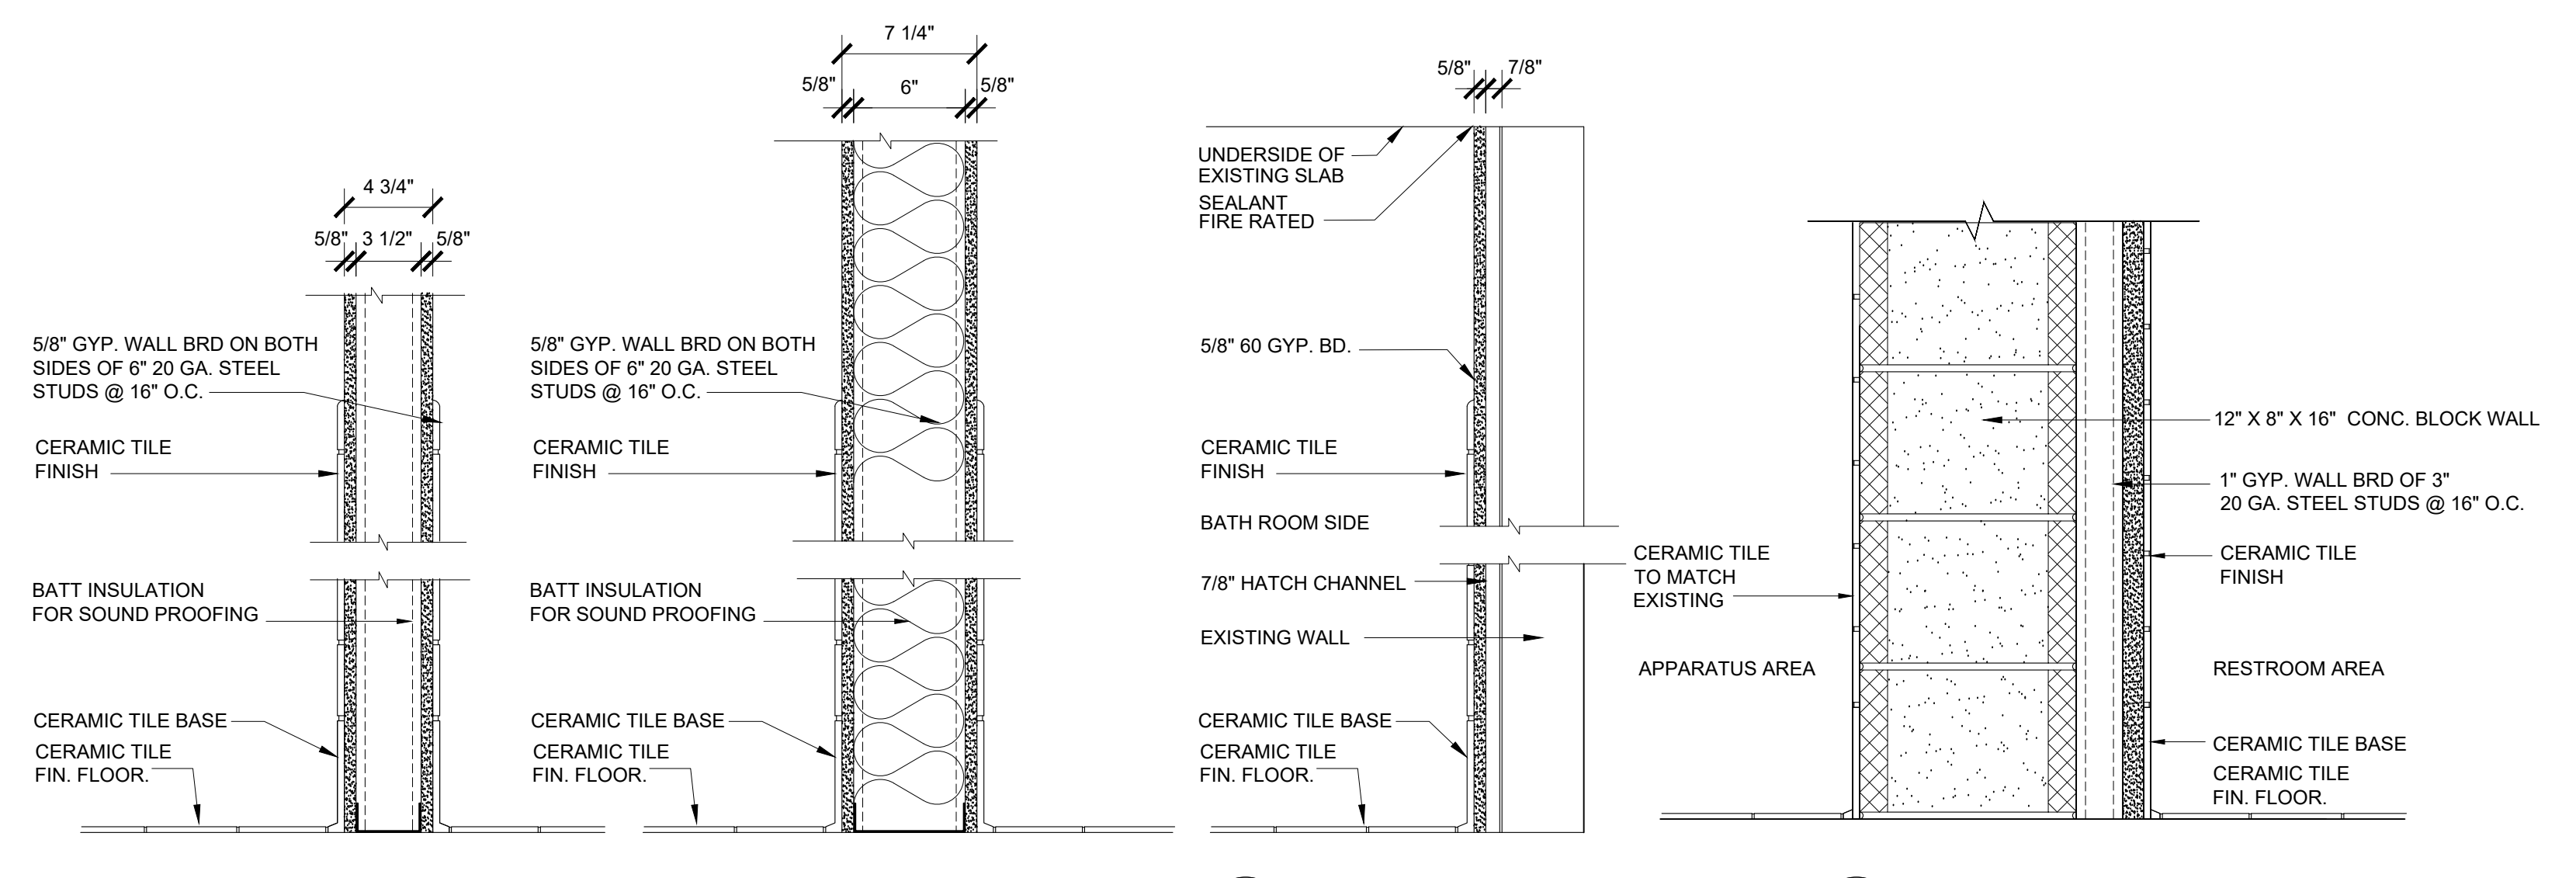 4 3/4"
5/8" 3 1/2" 5/8"
5/8" GYP. WALL BRD ON BOTH
SIDES OF 6" 20 GA. STEEL
STUDS @ 16" O.C.
CERAMIC TILE
FINISH
BATT INSULATION
FOR SOUND PROOFING
CERAMIC TILE BASE
CERAMIC TILE
FIN. FLOOR.
7 1/4"
5/8" 6" 5/8"
5/8" GYP. WALL BRD ON BOTH
SIDES OF 6" 20 GA. STEEL
STUDS @ 16" O.C.
CERAMIC TILE
FINISH
BATT INSULATION
FOR SOUND PROOFING
CERAMIC TILE BASE
CERAMIC TILE
FIN. FLOOR.
5/8" 7/8"
UNDERSIDE OF
EXISTING SLAB
SEALANT
FIRE RATED
5/8" 60 GYP. BD.
CERAMIC TILE
FINISH
BATH ROOM SIDE
7/8" HATCH CHANNEL
EXISTING WALL
CERAMIC TILE BASE
CERAMIC TILE
FIN. FLOOR.
CERAMIC TILE
TO MATCH
EXISTING
APPARATUS AREA
12" X 8" X 16" CONC. BLOCK WALL
1" GYP. WALL BRD OF 3"
20 GA. STEEL STUDS @ 16" O.C.
CERAMIC TILE
FINISH
RESTROOM AREA
CERAMIC TILE BASE
CERAMIC TILE
FIN. FLOOR.